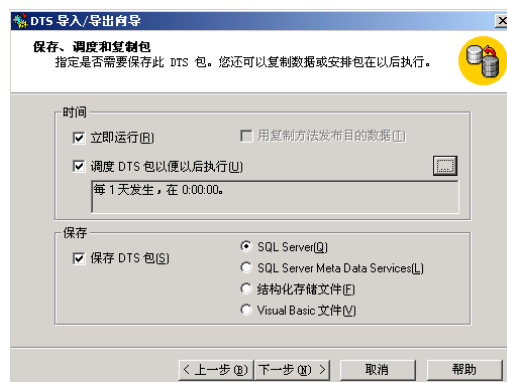 DTS 导入/导出向导
保存、调度和复制包
指定是否需要保存此 DTS 包。您还可以复制数据或安排包在以后执行。
时间
立即运行(R)
用复制方法发布目的数据(T)
调度 DTS 包以便以后执行(U)
...
每 1 天发生，在 0:00:00。
保存
保存 DTS 包(S)
SQL Server(Q)
SQL Server Meta Data Services(L)
结构化存储文件(F)
Visual Basic 文件(V)
< 上一步(B) 下一步(N) > 取消 帮助